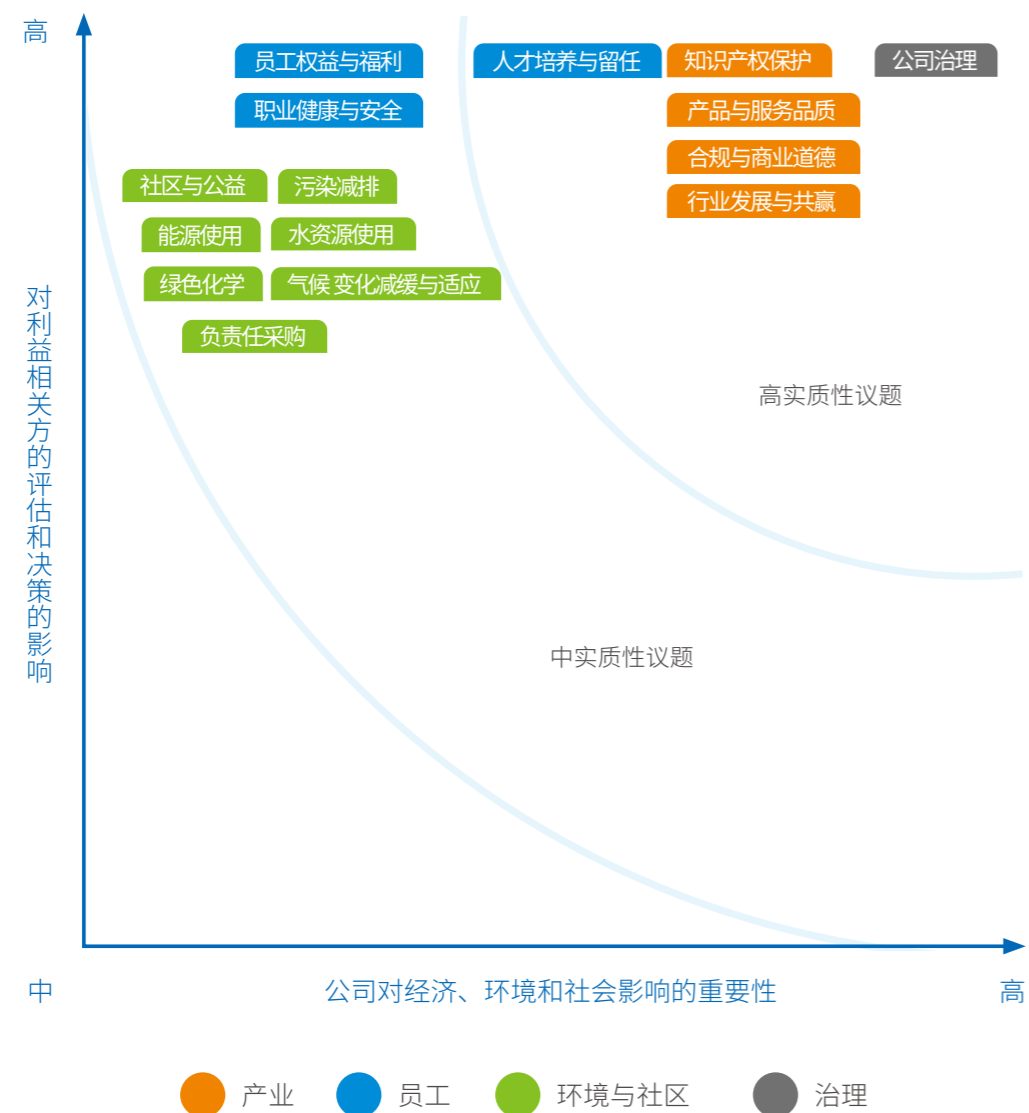 高
员工权益与福利
人才培养与留任
知识产权保护
公司治理
职业健康与安全
产品与服务品质
合规与商业道德
社区与公益
污染减排
行业发展与共赢
能源使用
水资源使用
绿色化学
气候变化减缓与适应
负责任采购
对利益相关方的评估和决策的影响
高实质性议题
中实质性议题
中
公司对经济、环境和社会影响的重要性
高
产业
员工
环境与社区
治理